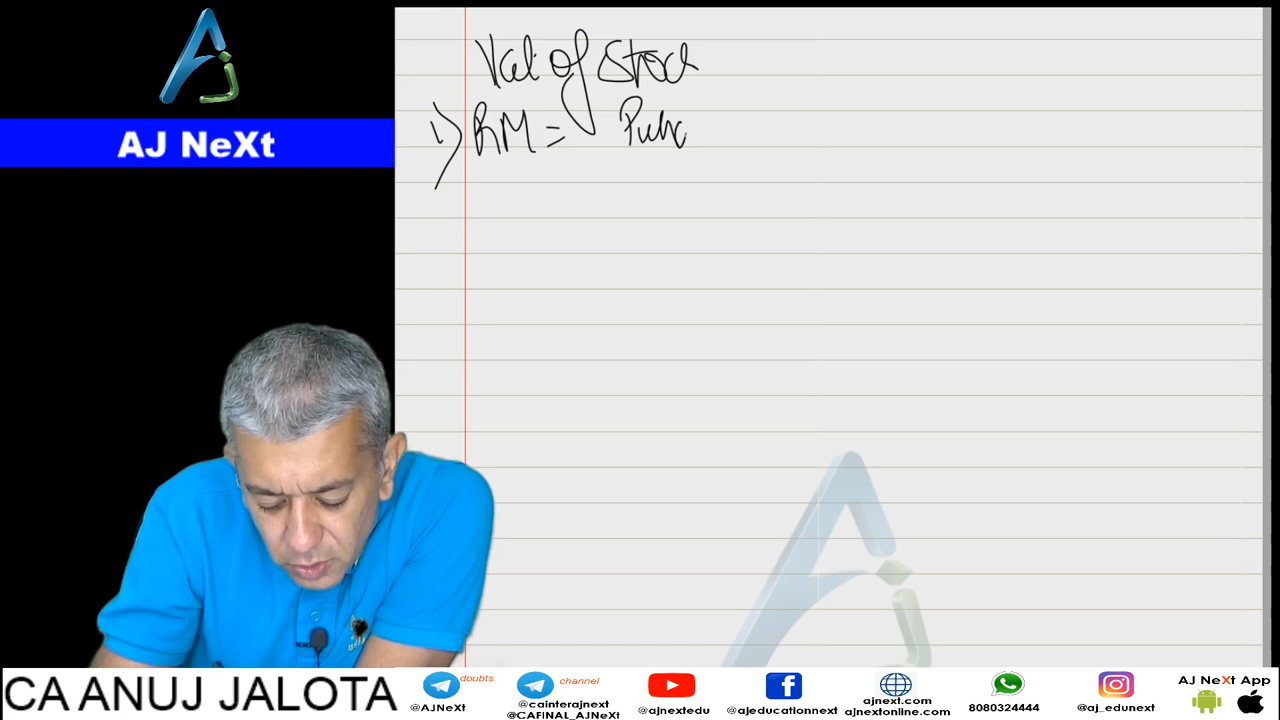 AJ NeXt
Val. of Stock
1) RM = Purc
CA ANUJ JALOTA
doubts
@AJNeXt
channel
@cainterajnext
@CAFINAL_AJNeXt
@ajnextedu
@ajeducationnext
ajnext.com
ajnextonline.com
8080324444
@aj_edunext
AJ NeXt App